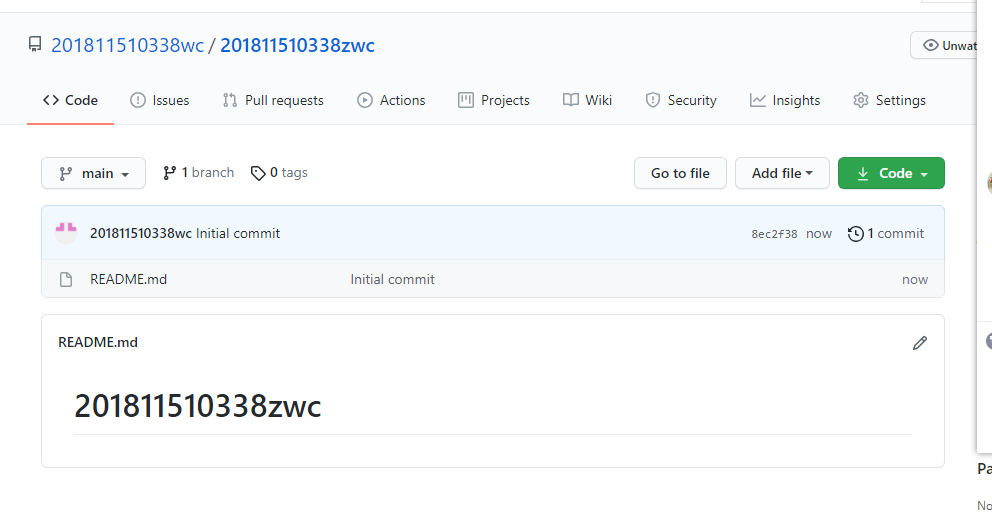 201811510338wc / 201811510338zwc
Unwat
Code Issues Pull requests Actions Projects Wiki Security Insights Settings
main 1 branch 0 tags Go to file Add file Code
201811510338wc Initial commit 8ec2f38 now 1 commit
README.md Initial commit now
README.md
201811510338zwc
Pa
No